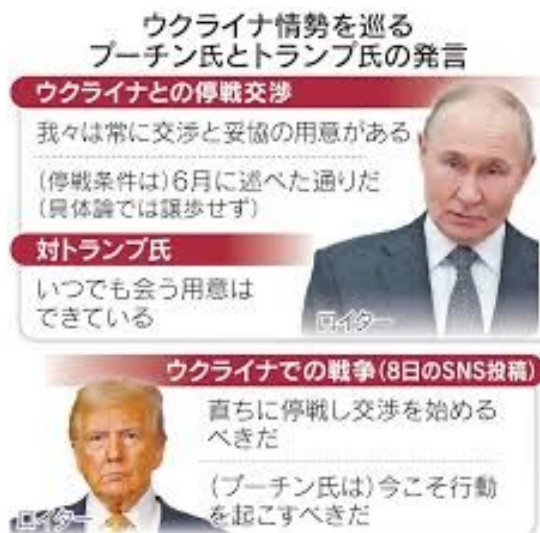 ウクライナ情勢を巡る
プーチン氏とトランプ氏の発言
ウクライナとの停戦交渉
我々は常に交渉と妥協の用意がある
(停戦条件は)6月に述べた通りだ
(具体論では譲歩せず)
対トランプ氏
いつでも会う用意は
できている
ロイター
ウクライナでの戦争(8日のSNS投稿)
直ちに停戦し交渉を始める
べきだ
(プーチン氏は)今こそ行動
を起こすべきだ
ロイター